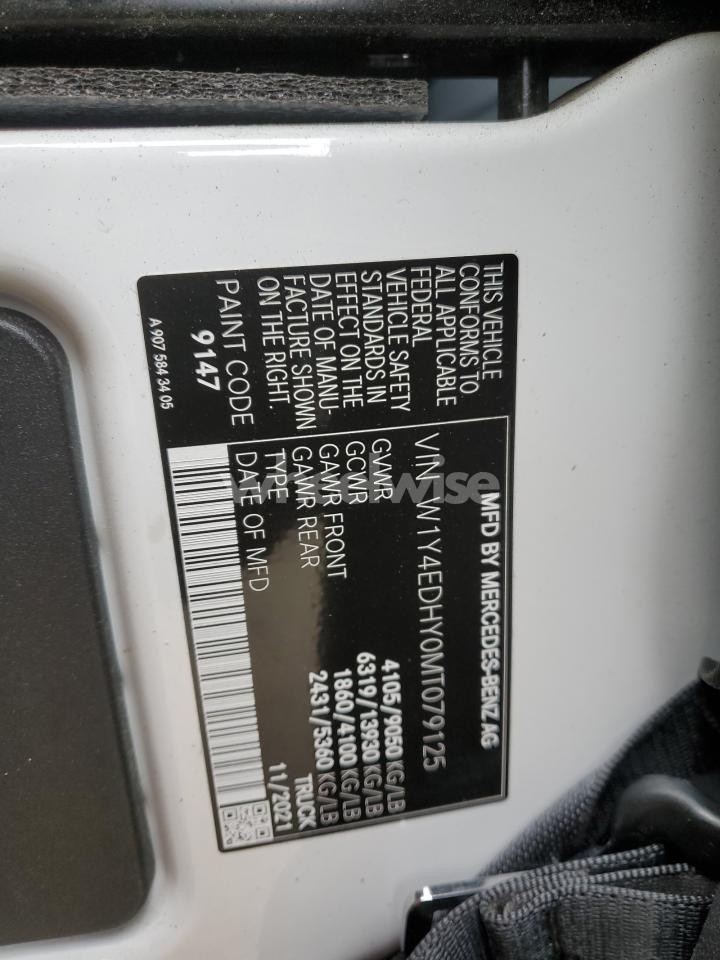 THIS VEHICLE
CONFORMS TO
ALL APPLICABLE
FEDERAL
VEHICLE SAFETY
STANDARDS IN
EFFECT ON THE
DATE OF MANU-
FACTURE SHOWN
ON THE RIGHT.
PAINT CODE
9147
A 907 584 34 05
MFD BY MERCEDES-BENZ AG
VIN W1Y4EDHY0MT079125
GVWR 4105/9050 KG/LB
GCWR 6319/13930 KG/LB
GAWR FRONT 1860/4100 KG/LB
GAWR REAR 2431/5360 KG/LB
TYPE TRUCK
DATE OF MFD 11/2021
wheelwise